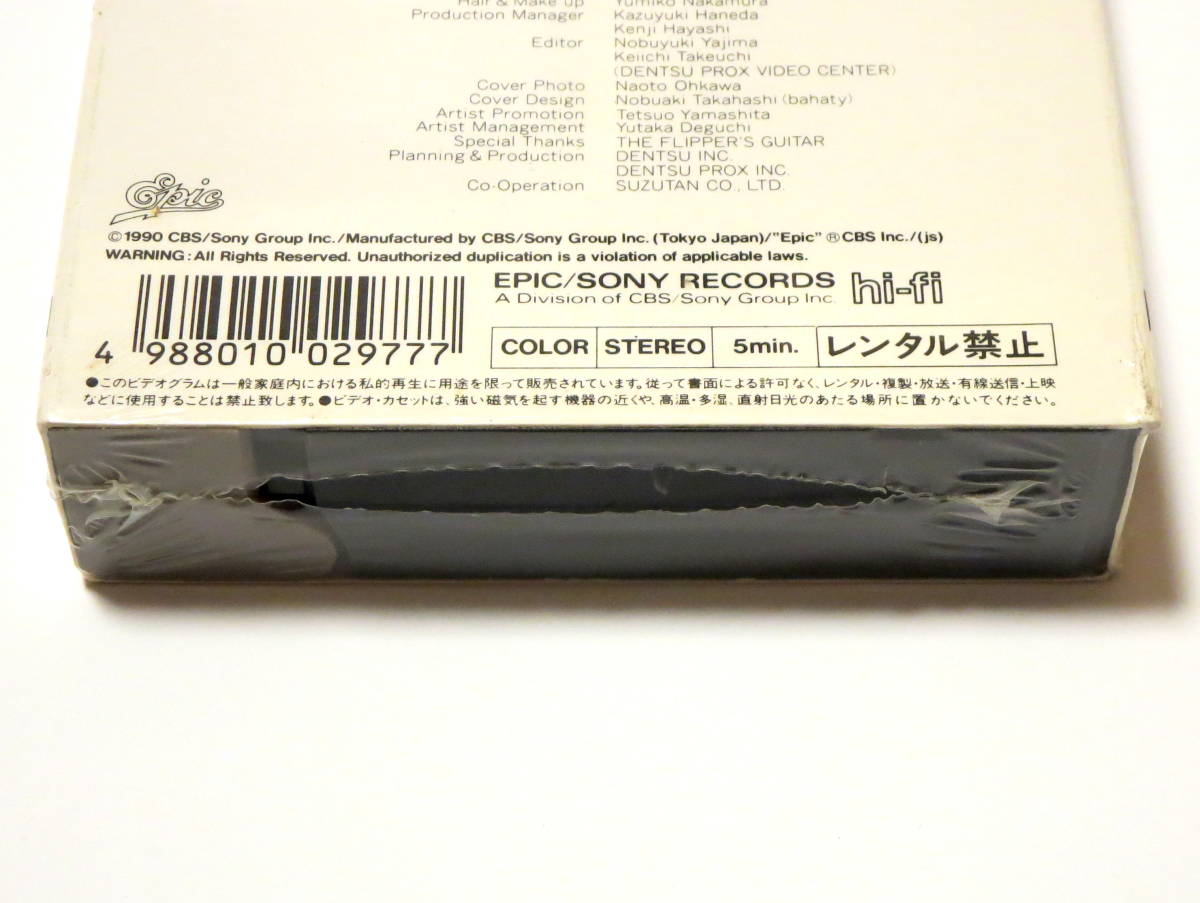 Hair & Make up Yumiko Nakamura
Production Manager Kazuyuki Haneda
Kenji Hayashi
Editor Nobuyuki Yajima
Keiichi Takeuchi
(DENTSU PROX VIDEO CENTER)
Cover Photo Naoto Ohkawa
Cover Design Nobuaki Takahashi (bahaty)
Artist Promotion Tetsuo Yamashita
Artist Management Yutaka Deguchi
Special Thanks THE FLIPPER'S GUITAR
Planning & Production DENTSU INC.
DENTSU PROX INC.
Co-Operation SUZUTAN CO., LTD.
Epic
©1990 CBS/Sony Group Inc./Manufactured by CBS/Sony Group Inc. (Tokyo Japan)/"Epic" ®CBS Inc./(js)
WARNING: All Rights Reserved. Unauthorized duplication is a violation of applicable laws.
EPIC/SONY RECORDS hi-fi
A Division of CBS/Sony Group Inc.
4 988010 029777
COLOR STEREO 5min. レンタル禁止
●このビデオグラムは一般家庭内における私的再生に用途を限って販売されています。従って書面による許可なく、レンタル・複製・放送・有線送信・上映
などに使用することは禁止致します。●ビデオ・カセットは、強い磁気を起す機器の近くや、高温・多湿、直射日光のあたる場所に置かないでください。